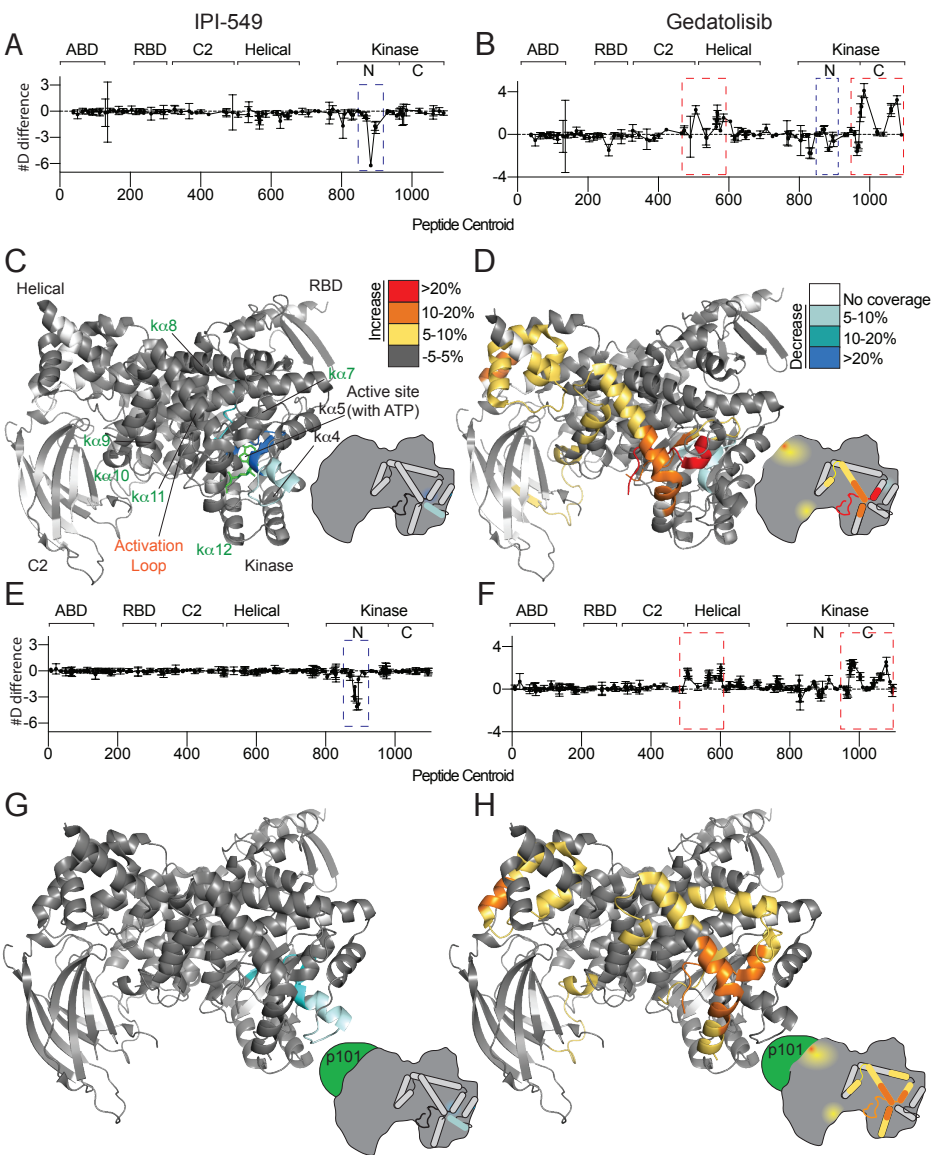 IPI-549
Gedatolisib
A
ABD RBD C2 Helical Kinase
N C
#D difference
3
0
-3
-6
0 200 400 600 800 1000
B
ABD RBD C2 Helical Kinase
N C
4
0
-4
0 200 400 600 800 1000
Peptide Centroid
C
Helical
RBD
kα8
kα7
Active site
(with ATP)
kα5
kα4
kα9
kα10
kα11
Activation
Loop
kα12
C2
Kinase
Increase
>20%
10-20%
5-10%
-5-5%
D
Decrease
No coverage
5-10%
10-20%
>20%
E
ABD RBD C2 Helical Kinase
N C
#D difference
3
0
-3
-6
0 200 400 600 800 1000
F
ABD RBD C2 Helical Kinase
N C
4
0
-4
0 200 400 600 800 1000
Peptide Centroid
G
p101
H
p101